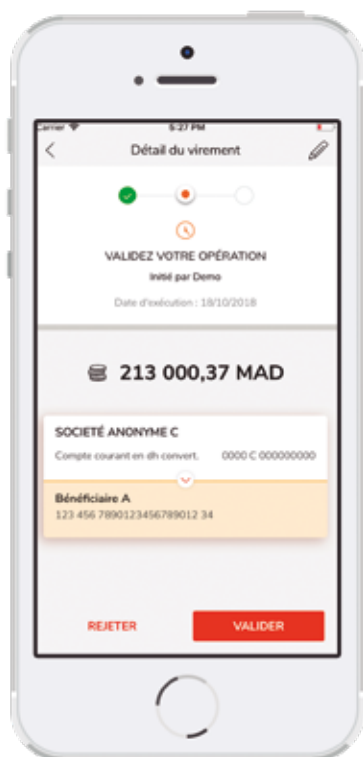 Carrier 5:27 PM
Détail du virement
VALIDEZ VOTRE OPÉRATION
Initié par Demo
Date d'exécution : 18/10/2018
213 000,37 MAD
SOCIETÉ ANONYME C
Compte courant en dh convert. 0000 C 000000000
Bénéficiaire A
123 456 7890123456789012 34
REJETER VALIDER